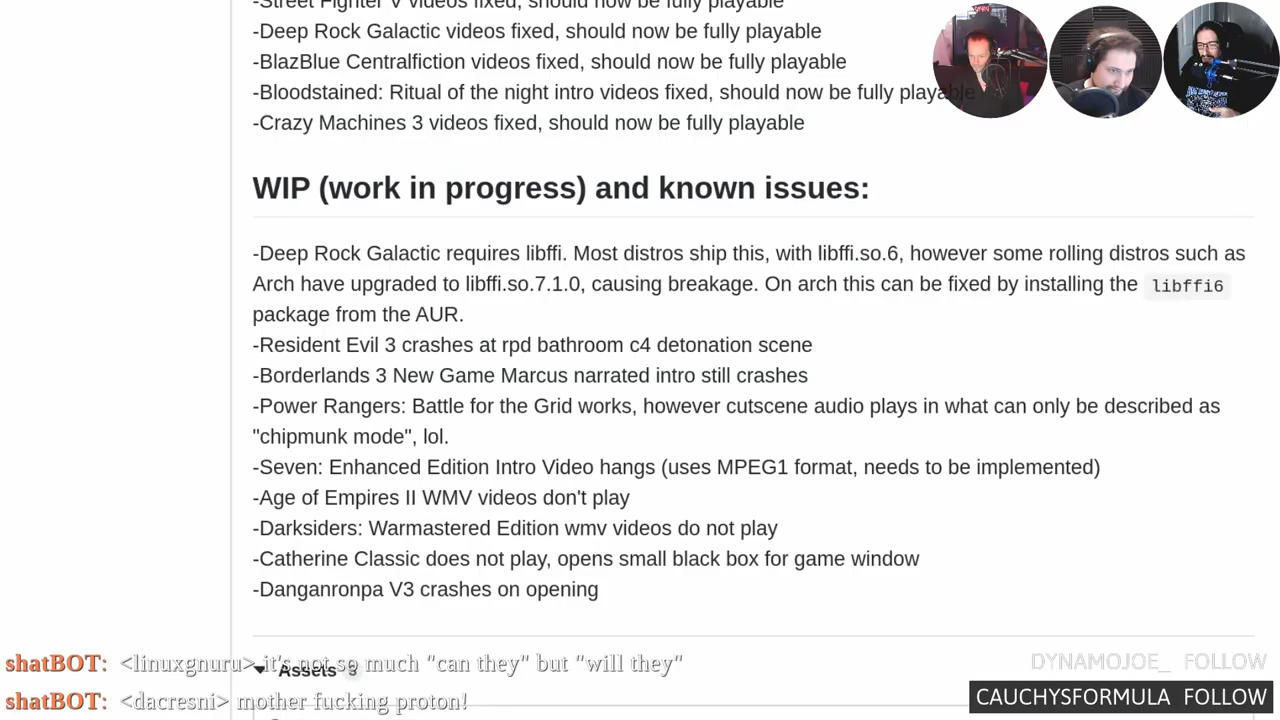 -Street Fighter V videos fixed, should now be fully playable
-Deep Rock Galactic videos fixed, should now be fully playable
-BlazBlue Centralfiction videos fixed, should now be fully playable
-Bloodstained: Ritual of the night intro videos fixed, should now be fully playable
-Crazy Machines 3 videos fixed, should now be fully playable
WIP (work in progress) and known issues:
-Deep Rock Galactic requires libffi. Most distros ship this, with libffi.so.6, however some rolling distros such as
Arch have upgraded to libffi.so.7.1.0, causing breakage. On arch this can be fixed by installing the libffi6
package from the AUR.
-Resident Evil 3 crashes at rpd bathroom c4 detonation scene
-Borderlands 3 New Game Marcus narrated intro still crashes
-Power Rangers: Battle for the Grid works, however cutscene audio plays in what can only be described as
"chipmunk mode", lol.
-Seven: Enhanced Edition Intro Video hangs (uses MPEG1 format, needs to be implemented)
-Age of Empires II WMV videos don't play
-Darksiders: Warmastered Edition wmv videos do not play
-Catherine Classic does not play, opens small black box for game window
-Danganronpa V3 crashes on opening
Assets 3
shatBOT: <linuxgnuru> it's not so much "can they" but "will they"
shatBOT: <dacresni> mother fucking proton!
DYNAMOJOE_ FOLLOW
CAUCHYSFORMULA FOLLOW